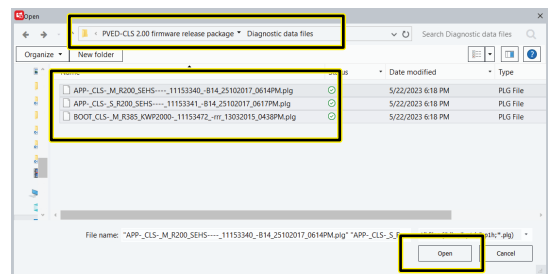 Open
PVED-CLS 2.00 firmware release package Diagnostic data files
Search Diagnostic data files
Organize New folder
Date modified Type
APP-_CLS-_M_R200_SEHS----_11153340_-B14_25102017_0614PM.plg 5/22/2023 6:18 PM PLG File
APP-_CLS-_S_R200_SEHS----_11153341_-B14_25102017_0617PM.plg 5/22/2023 6:18 PM PLG File
BOOT_CLS-_M_R385_KWP2000-_11153472_-rrr_13032015_0438PM.plg 5/22/2023 6:18 PM PLG File
File name: "APP-_CLS-_M_R200_SEHS----_11153340_-B14_25102017_0614PM.plg" "APP-_CLS-_S_R
Open Cancel